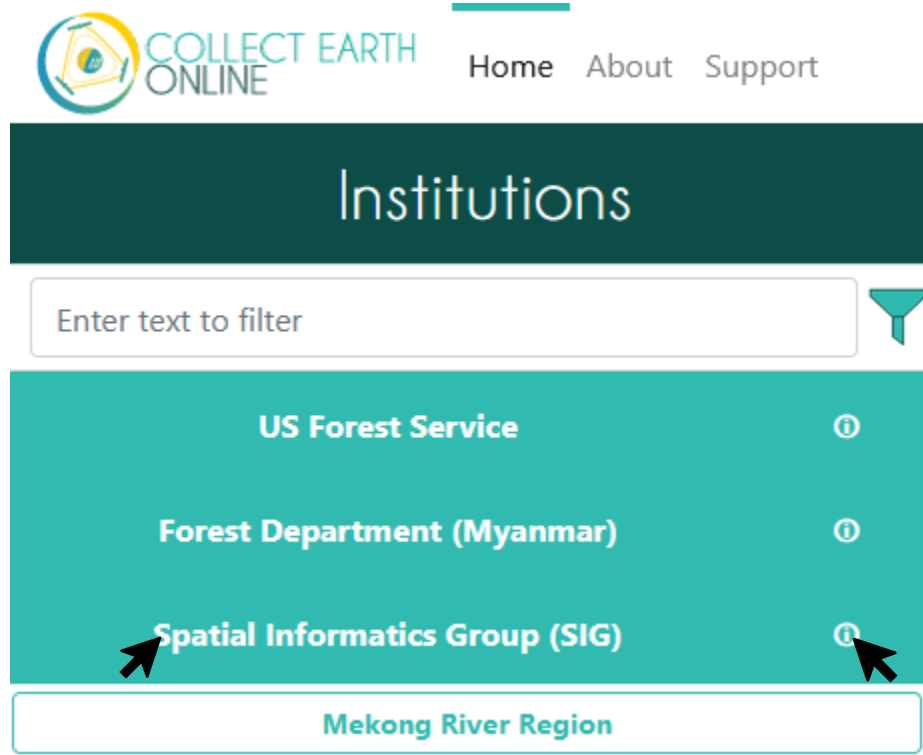 COLLECT EARTH
ONLINE
Home About Support
Institutions
Enter text to filter
US Forest Service
Forest Department (Myanmar)
Spatial Informatics Group (SIG)
Mekong River Region